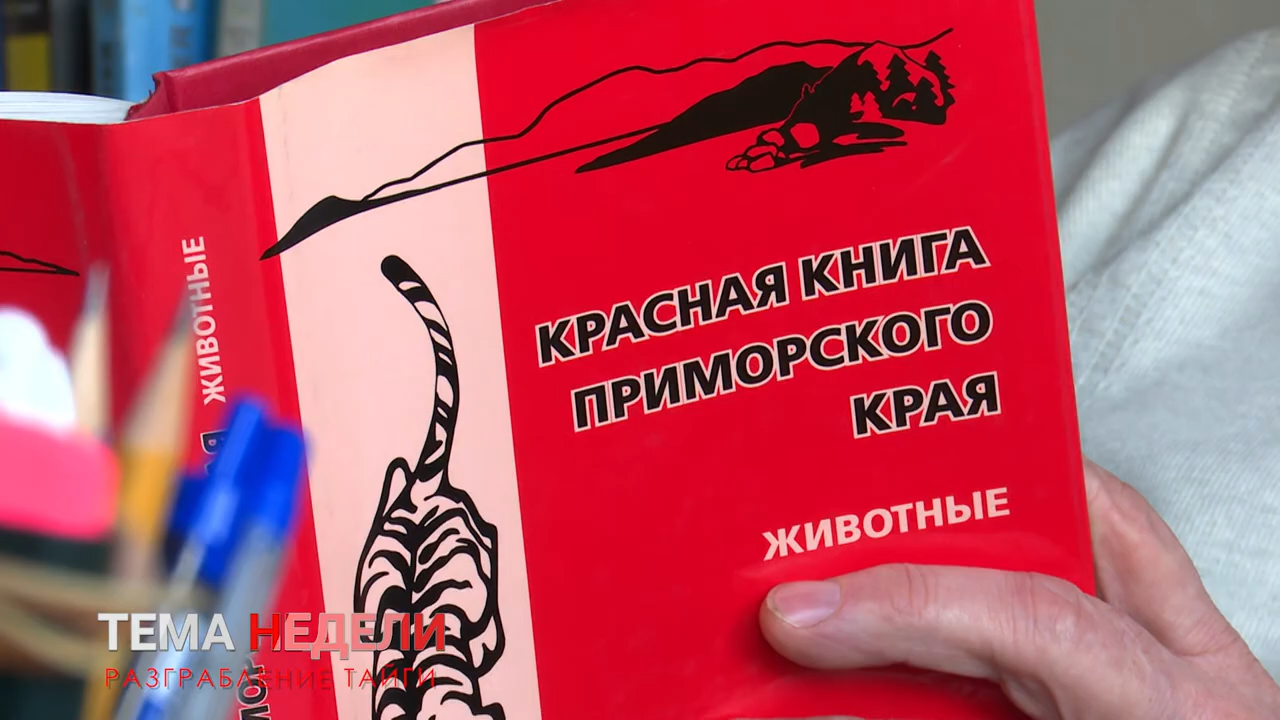 КРАСНАЯ КНИГА
ПРИМОРСКОГО
КРАЯ
ЖИВОТНЫЕ
ЖИВОТНЫЕ
ТЕМА НЕДЕЛИ
РАЗГРАБЛЕНИЕ ТАЙГИ